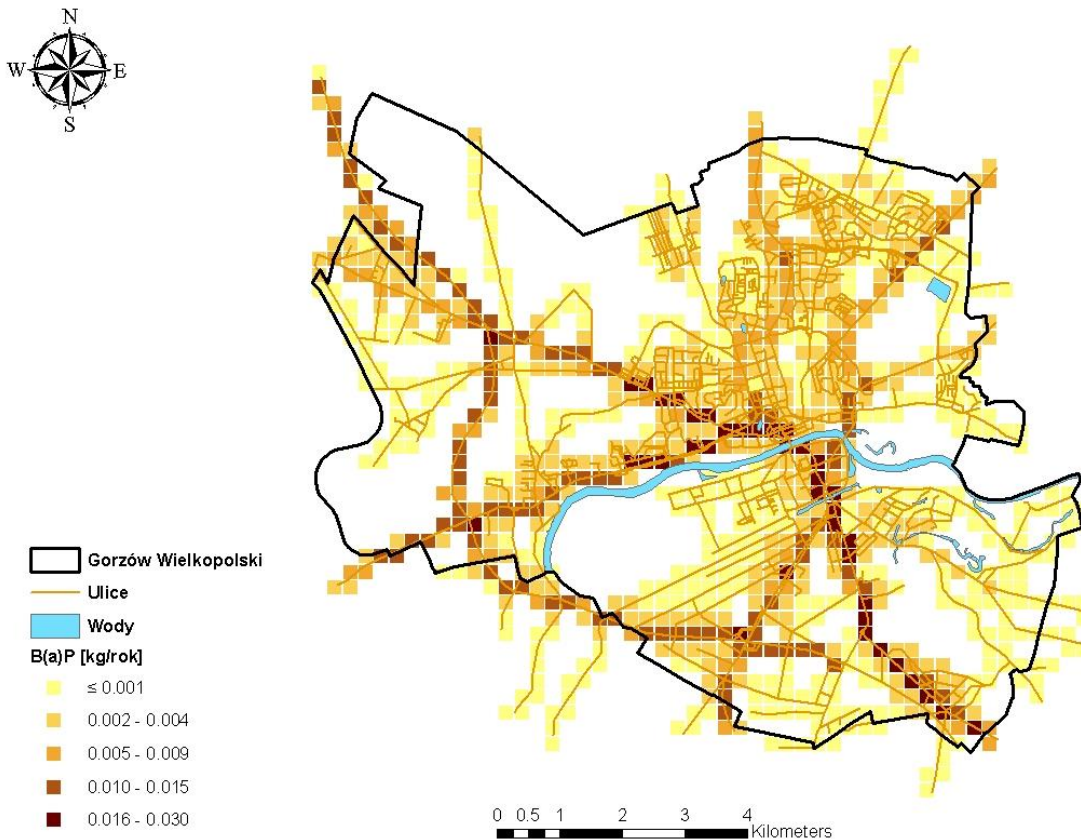 N
W E
S
Gorzów Wielkopolski
Ulice
Wody
B(a)P [kg/rok]
≤ 0.001
0.002 - 0.004
0.005 - 0.009
0.010 - 0.015
0.016 - 0.030
0 0.5 1 2 3 4
Kilometers